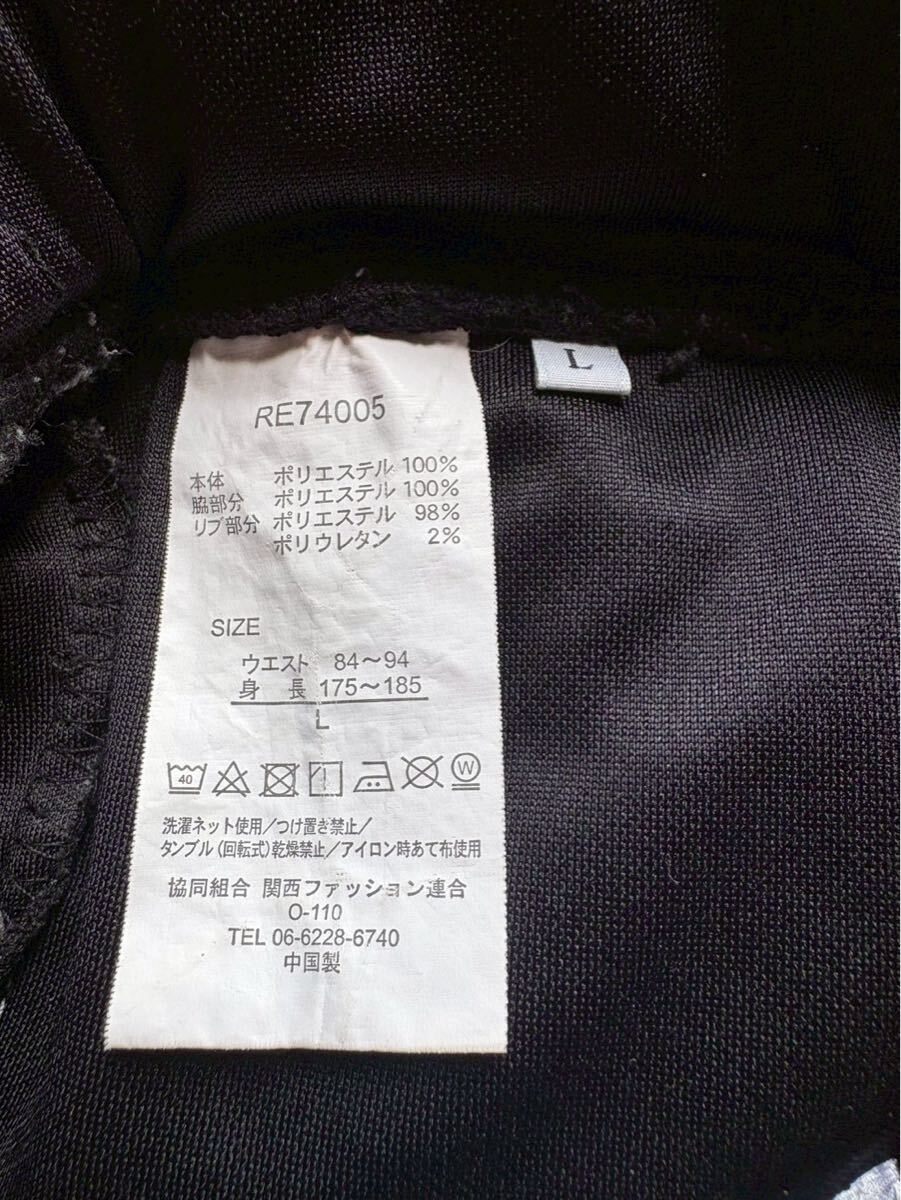 L
RE74005
本体 ポリエステル 100%
脇部分 ポリエステル 100%
リブ部分 ポリエステル 98%
ポリウレタン 2%
SIZE
ウエスト 84~94
身 長 175~185
L
40 W
洗濯ネット使用/つけ置き禁止/
タンブル(回転式)乾燥禁止/アイロン時あて布使用
協同組合 関西ファッション連合
O-110
TEL 06-6228-6740
中国製